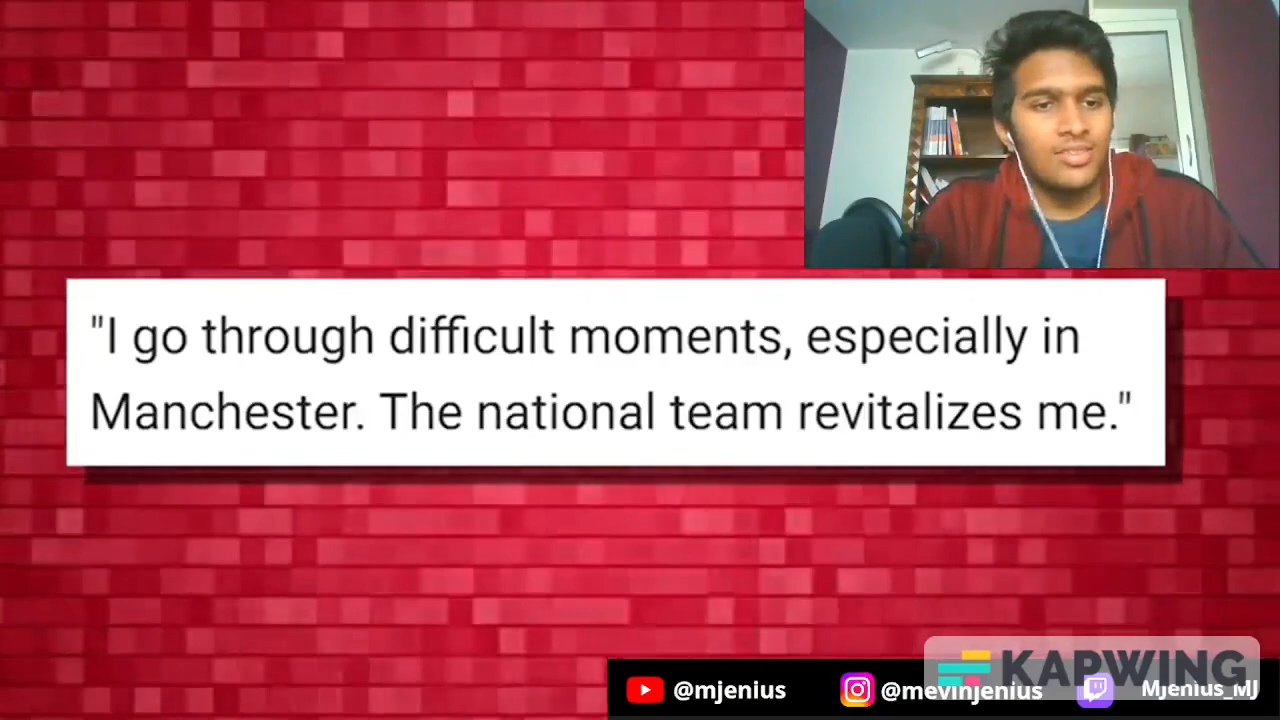 "I go through difficult moments, especially in
Manchester. The national team revitalizes me."
KAPWING
@mjenius @mevinjenius Mjenius_MJ